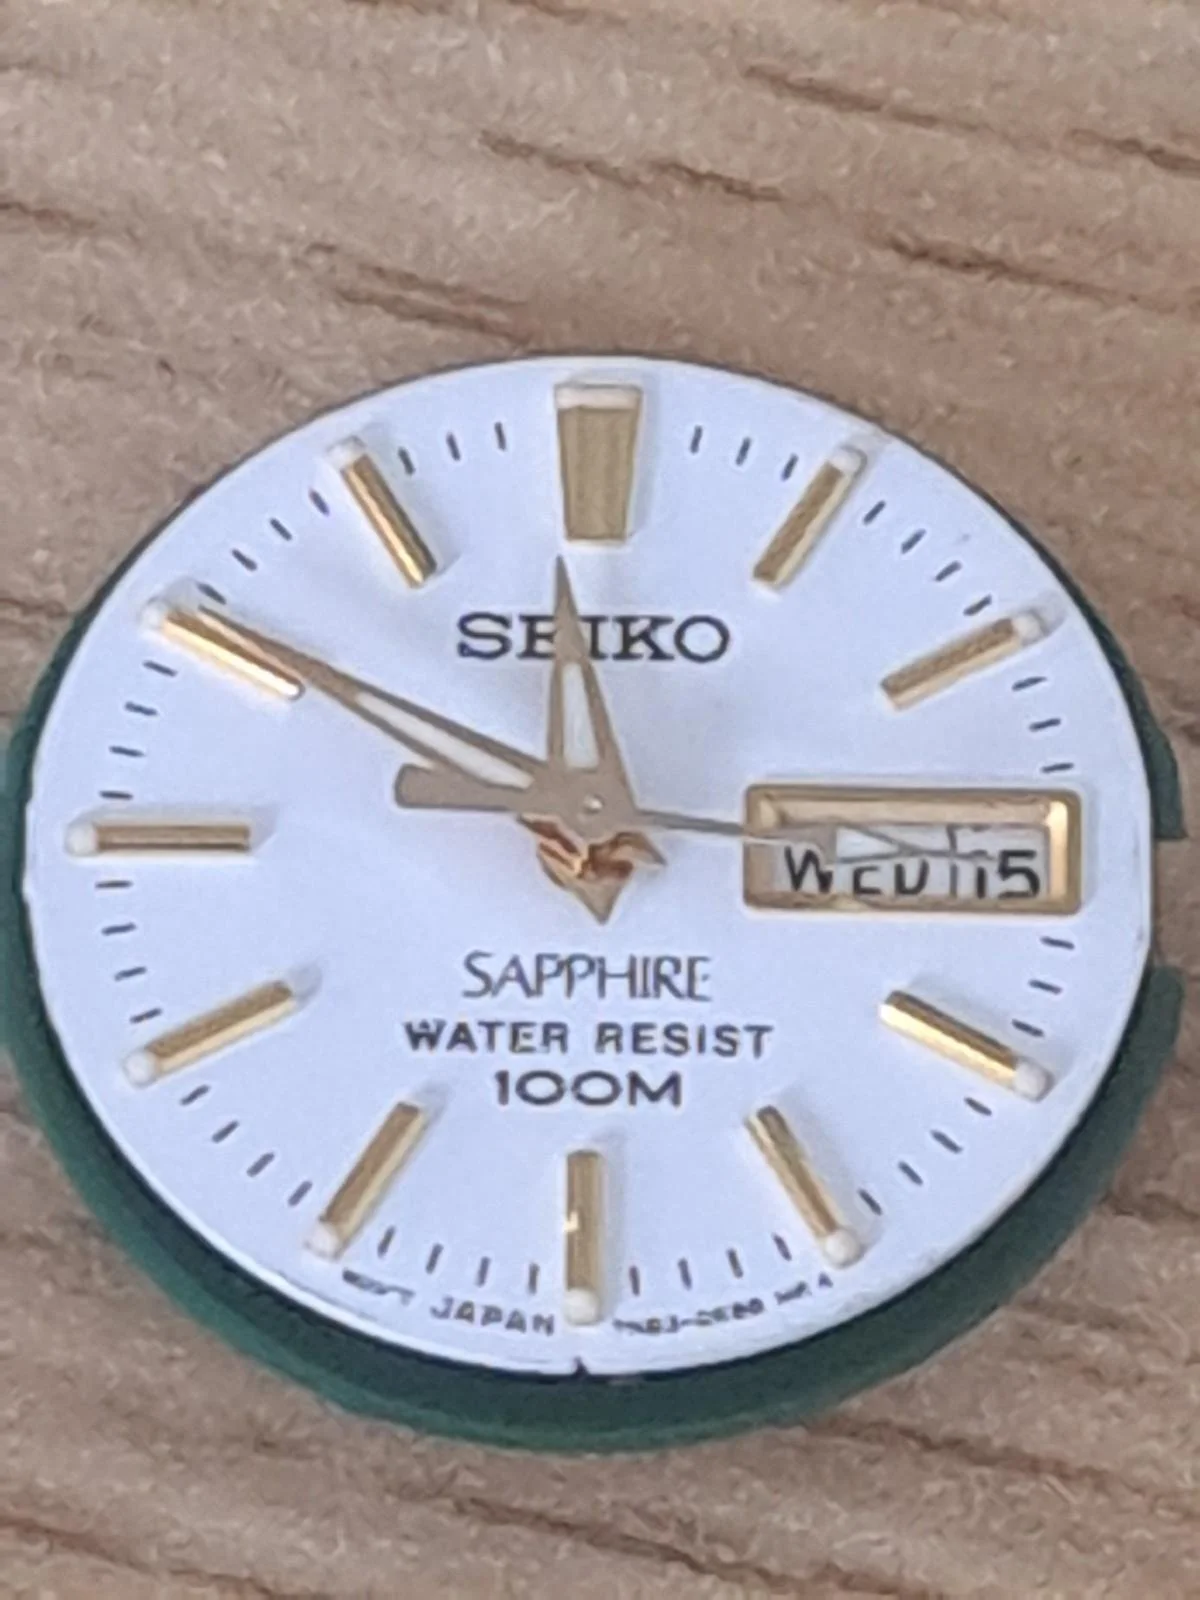 SEIKO
WED 15
SAPPHIRE
WATER RESIST
100M
JAPAN